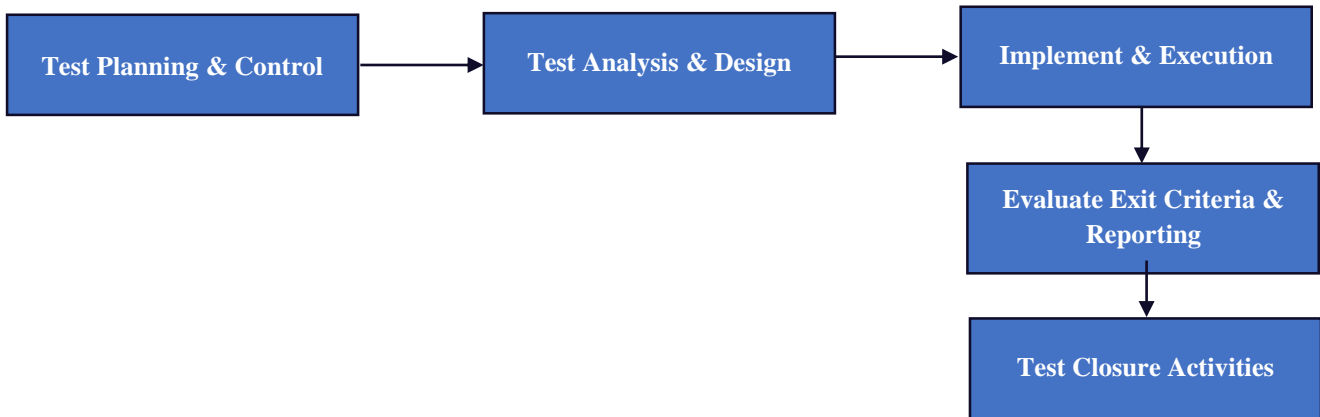 Test Planning & Control
Test Analysis & Design
Implement & Execution
Evaluate Exit Criteria &
Reporting
Test Closure Activities